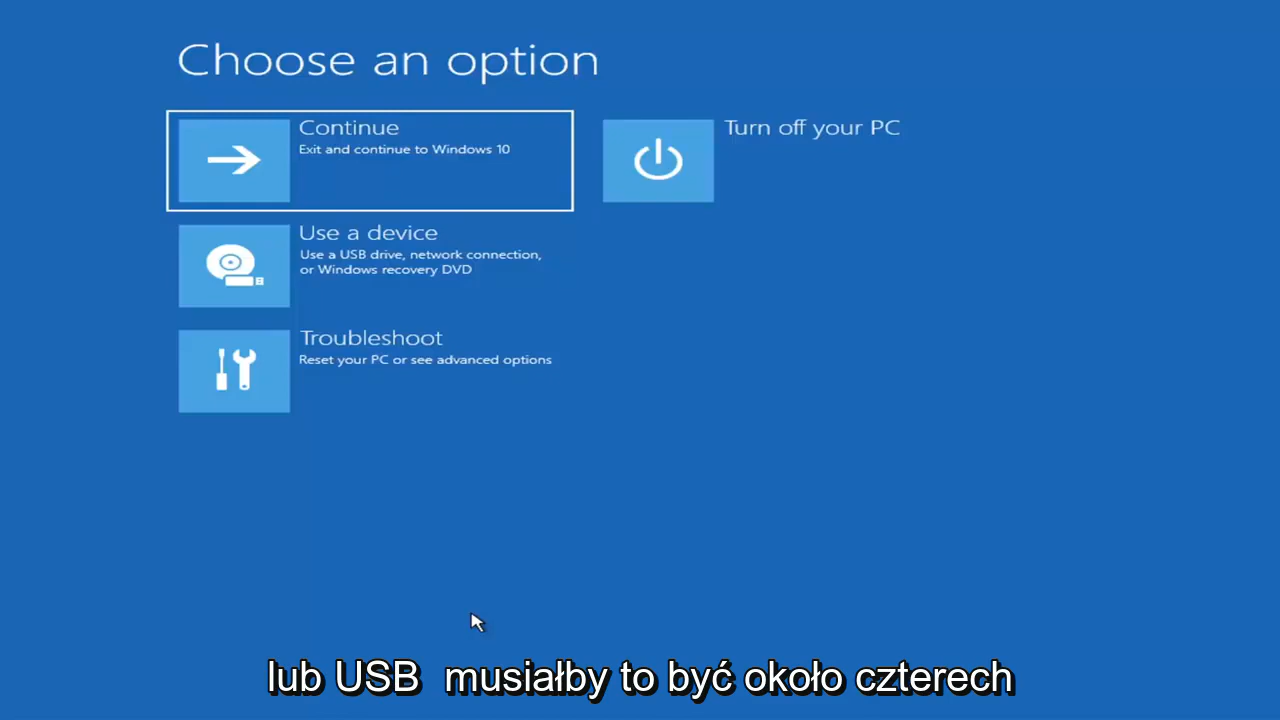 Choose an option
Continue
Exit and continue to Windows 10
Turn off your PC
Use a device
Use a USB drive, network connection,
or Windows recovery DVD
Troubleshoot
Reset your PC or see advanced options
lub USB musiałby to być około czterech